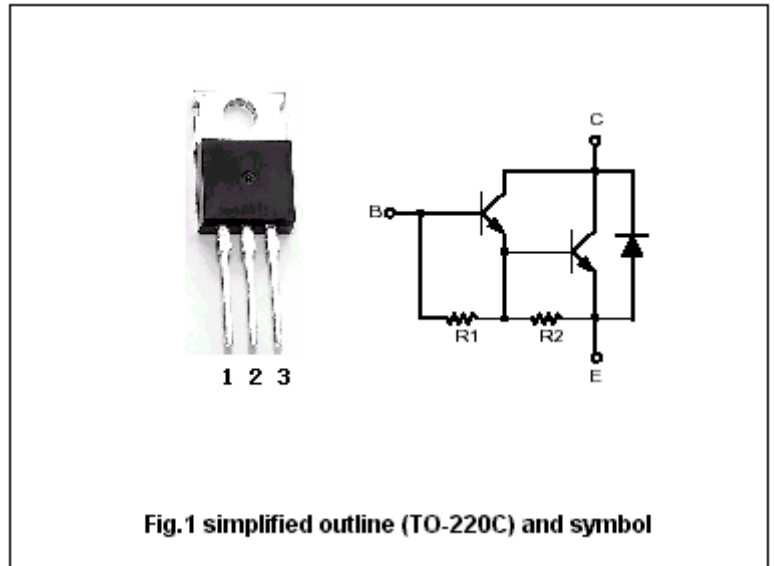 C
B
R1
R2
E
1 2 3
Fig.1 simplified outline (TO-220C) and symbol